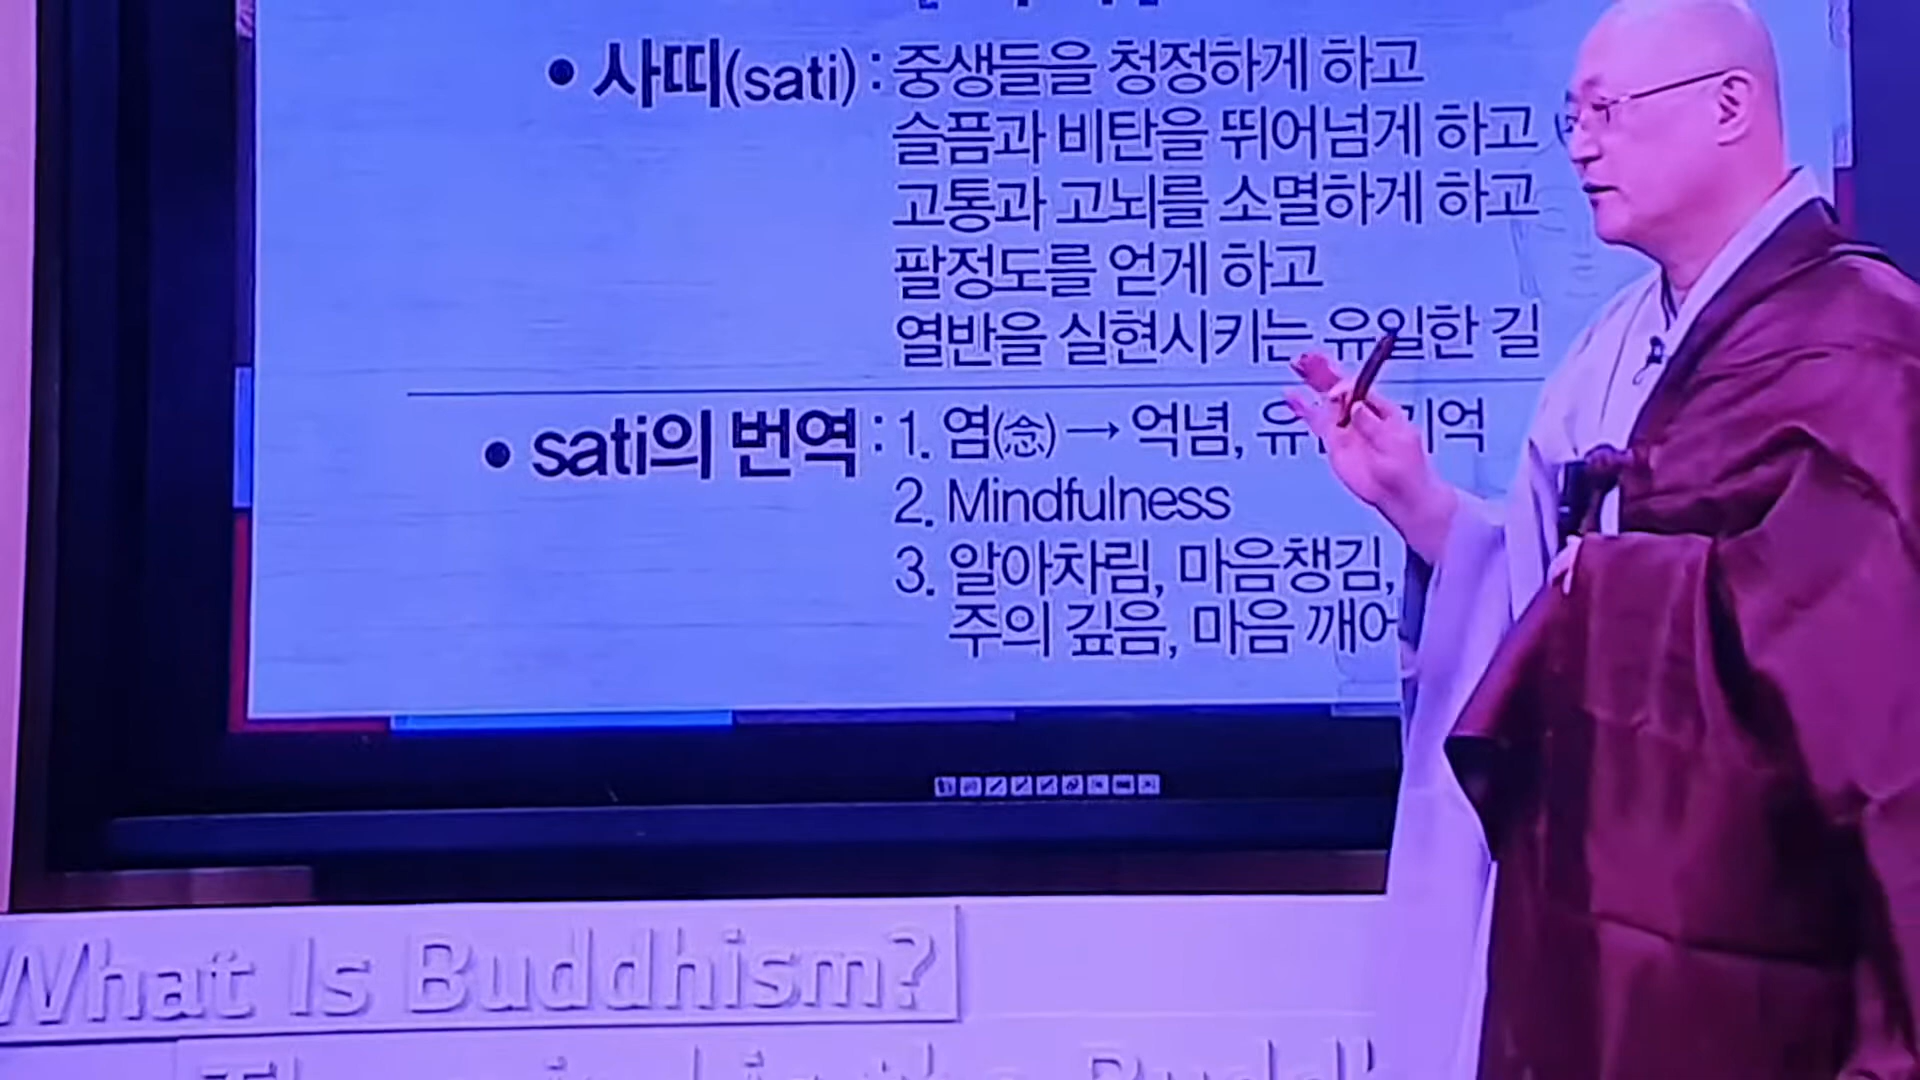 • 사띠(sati) : 중생들을 청정하게 하고
슬픔과 비탄을 뛰어넘게 하고
고통과 고뇌를 소멸하게 하고
팔정도를 얻게 하고
열반을 실현시키는 유일한 길
• sati의 번역 : 1. 염(念) → 억념,
2. Mindfulness
3. 알아차림, 마음챙김,
주의 깊음, 마음
What Is Buddhism?